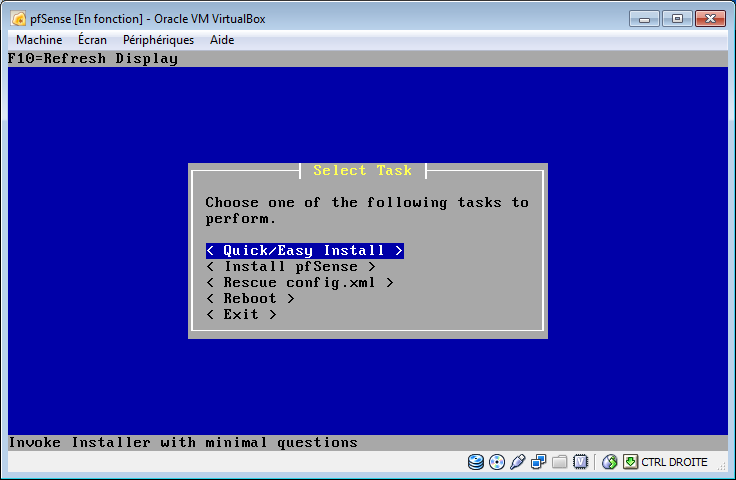 pfSense [En fonction] - Oracle VM VirtualBox
Machine Écran Périphériques Aide
F10=Refresh Display
Select Task
Choose one of the following tasks to
perform.
< Quick/Easy Install >
< Install pfSense >
< Rescue config.xml >
< Reboot >
< Exit >
Invoke Installer with minimal questions
CTRL DROITE